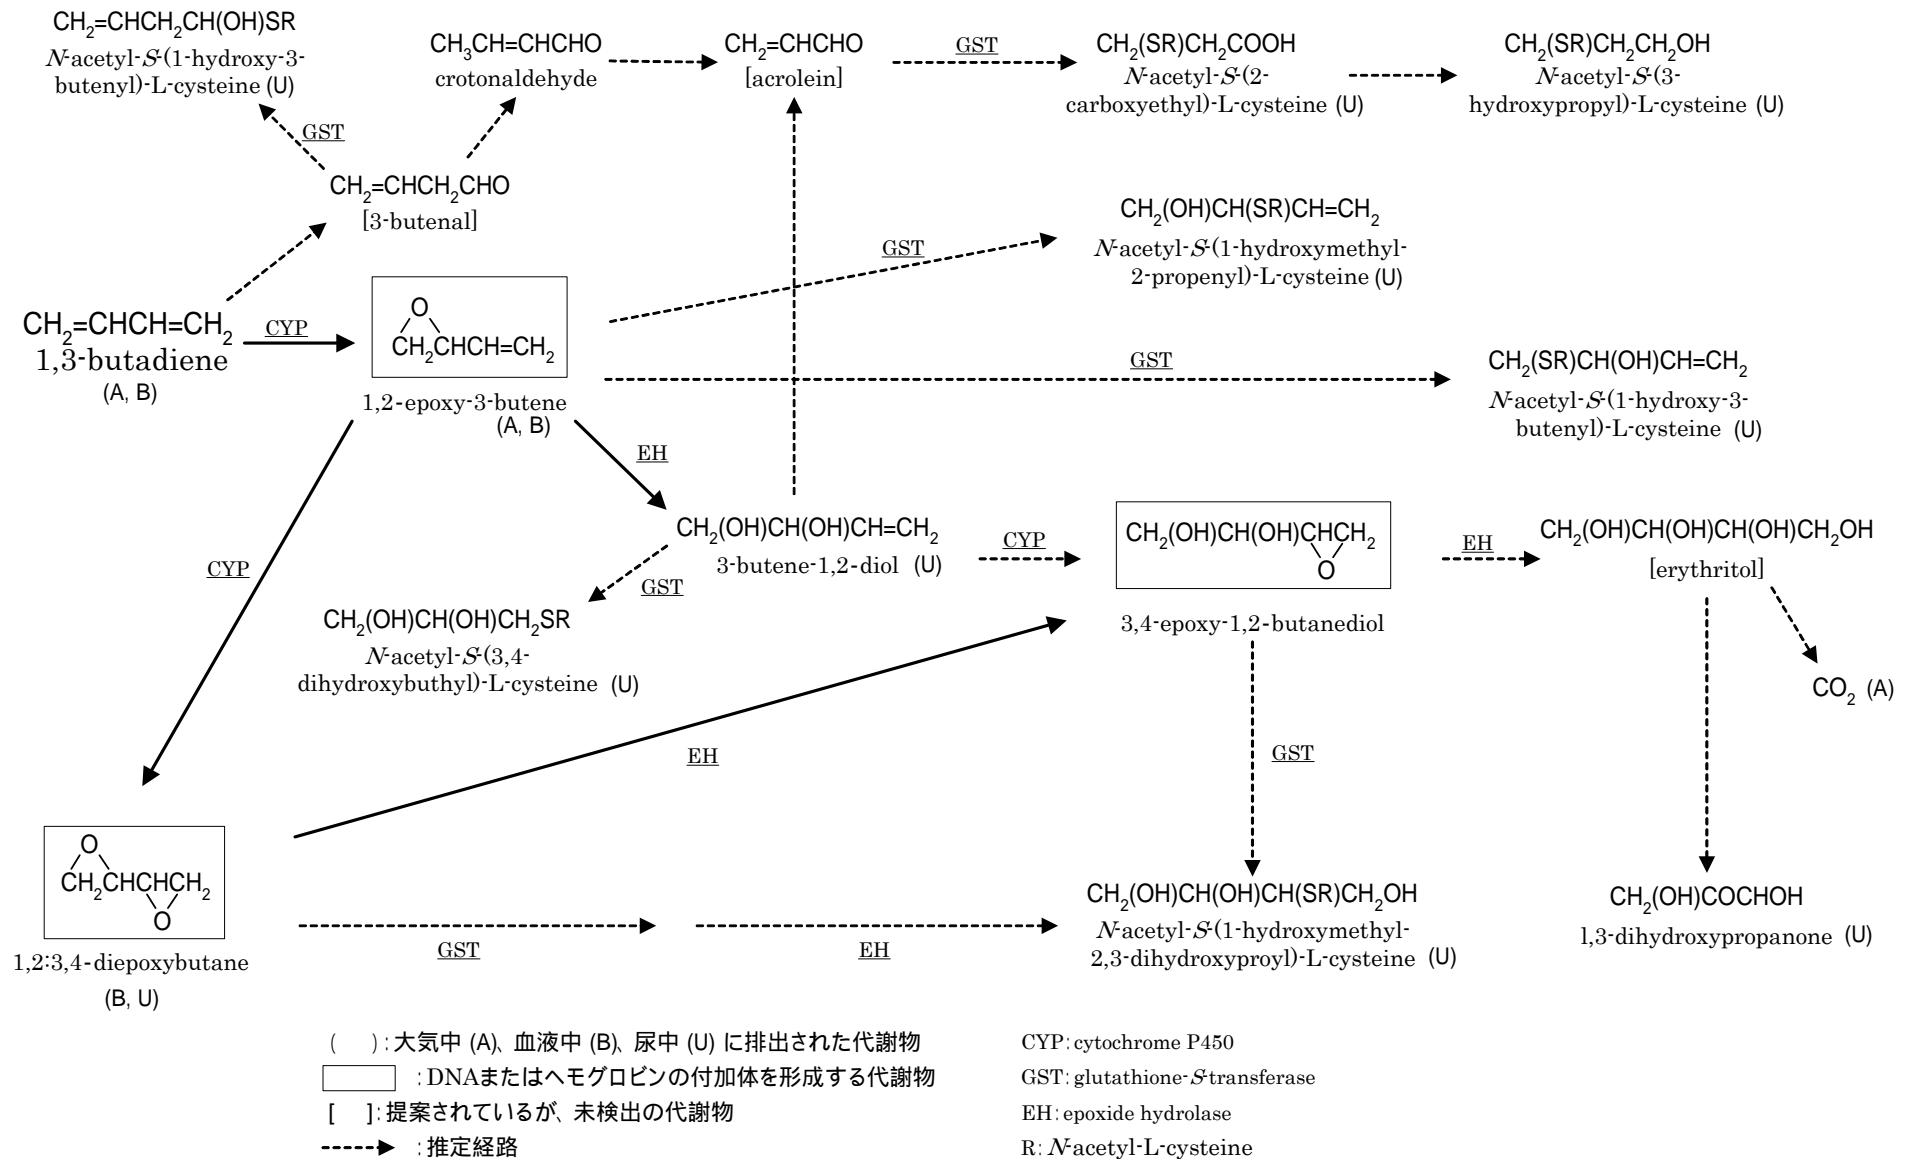 CH₂=CHCH₂CH(OH)SR
N-acetyl-S-(1-hydroxy-3-
butenyl)-L-cysteine (U)
CH₃CH=CHCHO
crotonaldehyde
CH₂=CHCHO
[acrolein]
GST
CH₂(SR)CH₂COOH
N-acetyl-S-(2-
carboxyethyl)-L-cysteine (U)
CH₂(SR)CH₂CH₂OH
N-acetyl-S-(3-
hydroxypropyl)-L-cysteine (U)
GST
CH₂=CHCH₂CHO
[3-butenal]
CH₂(OH)CH(SR)CH=CH₂
N-acetyl-S-(1-hydroxymethyl-
2-propenyl)-L-cysteine (U)
GST
CH₂=CHCH=CH₂
1,3-butadiene
(A, B)
CYP
O
CH₂CHCH=CH₂
1,2-epoxy-3-butene
(A, B)
GST
CH₂(SR)CH(OH)CH=CH₂
N-acetyl-S-(1-hydroxy-3-
butenyl)-L-cysteine (U)
EH
CH₂(OH)CH(OH)CH=CH₂
3-butene-1,2-diol (U)
CYP
CH₂(OH)CH(OH)CHCH₂
O
3,4-epoxy-1,2-butanediol
EH
CH₂(OH)CH(OH)CH(OH)CH₂OH
[erythritol]
CYP
GST
CH₂(OH)CH(OH)CH₂SR
N-acetyl-S-(3,4-
dihydroxybuthyl)-L-cysteine (U)
CO₂ (A)
EH
GST
O
CH₂CHCHCH₂
O
1,2:3,4-diepoxybutane
(B, U)
GST
EH
CH₂(OH)CH(OH)CH(SR)CH₂OH
N-acetyl-S-(1-hydroxymethyl-
2,3-dihydroxyproyl)-L-cysteine (U)
CH₂(OH)COCHOH
1,3-dihydroxypropanone (U)
( ):大気中 (A)、血液中 (B)、尿中 (U) に排出された代謝物
:DNAまたはヘモグロビンの付加体を形成する代謝物
[ ]:提案されているが、未検出の代謝物
:推定経路
CYP:cytochrome P450
GST:glutathione-S-transferase
EH:epoxide hydrolase
R:N-acetyl-L-cysteine